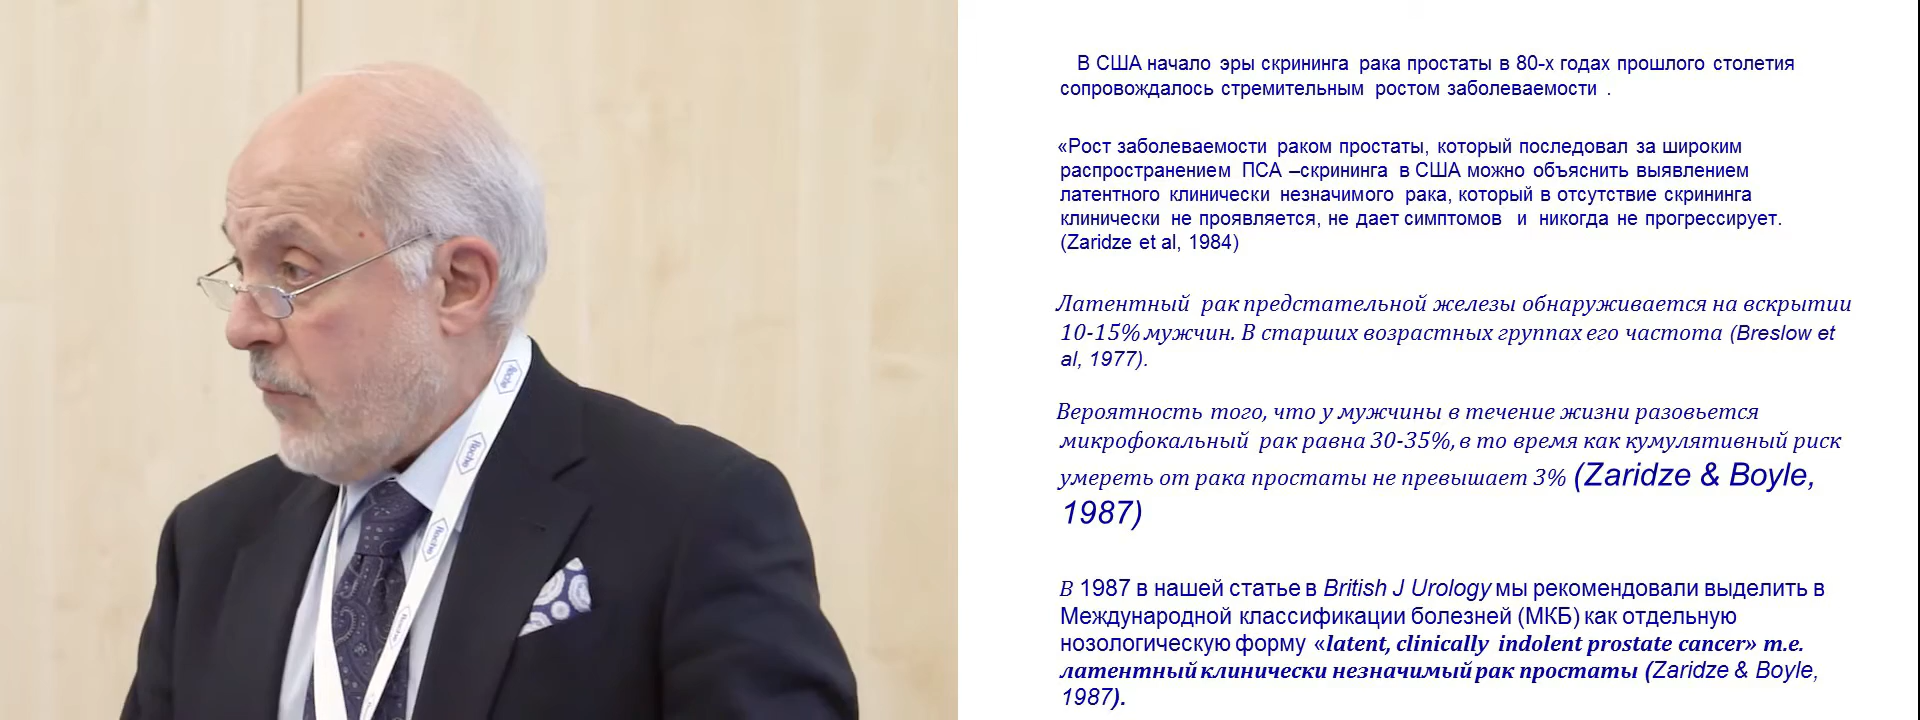 Roche
Roche
Roche
В США начало эры скрининга рака простаты в 80-х годах прошлого столетия
сопровождалось стремительным ростом заболеваемости .
«Рост заболеваемости раком простаты, который последовал за широким
распространением ПСА –скрининга в США можно объяснить выявлением
латентного клинически незначимого рака, который в отсутствие скрининга
клинически не проявляется, не дает симптомов и никогда не прогрессирует.
(Zaridze et al, 1984)
Латентный рак предстательной железы обнаруживается на вскрытии
10-15% мужчин. В старших возрастных группах его частота (Breslow et
al, 1977).
Вероятность того, что у мужчины в течение жизни разовьется
микрофокальный рак равна 30-35%, в то время как кумулятивный риск
умереть от рака простаты не превышает 3% (Zaridze & Boyle,
1987)
В 1987 в нашей статье в British J Urology мы рекомендовали выделить в
Международной классификации болезней (МКБ) как отдельную
нозологическую форму «latent, clinically indolent prostate cancer» т.е.
латентный клинически незначимый рак простаты (Zaridze & Boyle,
1987).